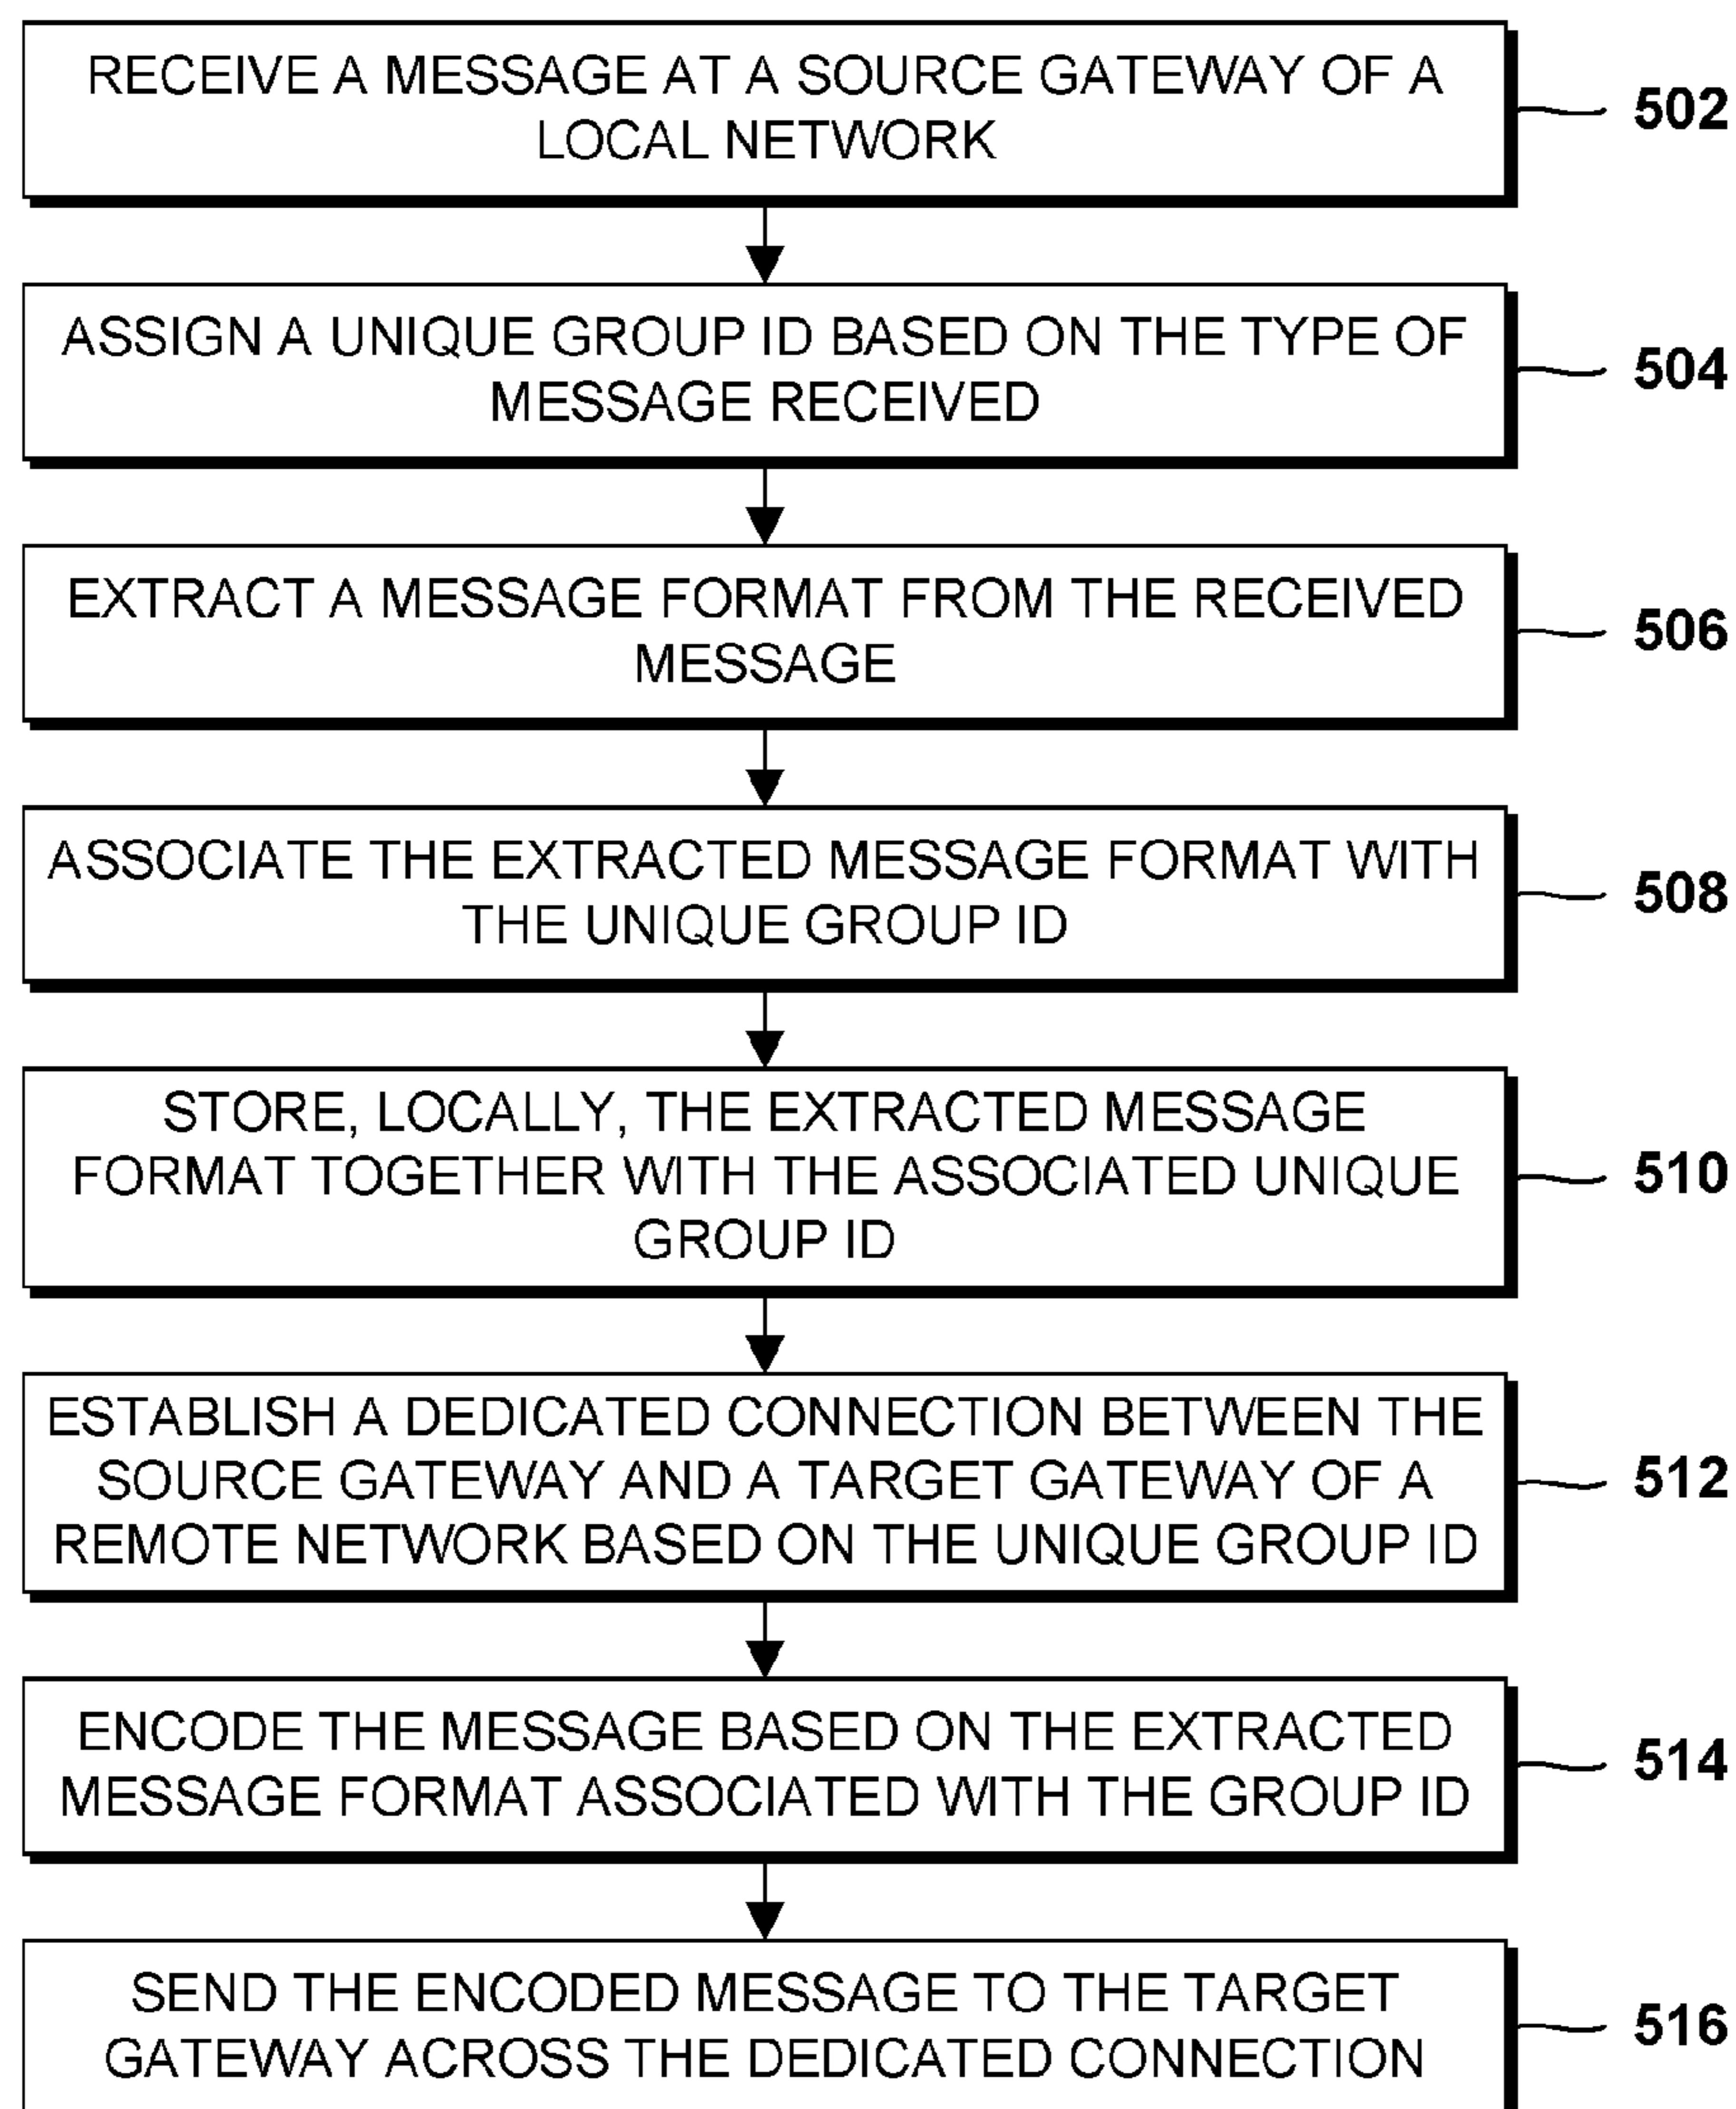 RECEIVE A MESSAGE AT A SOURCE GATEWAY OF A
LOCAL NETWORK
502
ASSIGN A UNIQUE GROUP ID BASED ON THE TYPE OF
MESSAGE RECEIVED
504
EXTRACT A MESSAGE FORMAT FROM THE RECEIVED
MESSAGE
506
ASSOCIATE THE EXTRACTED MESSAGE FORMAT WITH
THE UNIQUE GROUP ID
508
STORE, LOCALLY, THE EXTRACTED MESSAGE
FORMAT TOGETHER WITH THE ASSOCIATED UNIQUE
GROUP ID
510
ESTABLISH A DEDICATED CONNECTION BETWEEN THE
SOURCE GATEWAY AND A TARGET GATEWAY OF A
REMOTE NETWORK BASED ON THE UNIQUE GROUP ID
512
ENCODE THE MESSAGE BASED ON THE EXTRACTED
MESSAGE FORMAT ASSOCIATED WITH THE GROUP ID
514
SEND THE ENCODED MESSAGE TO THE TARGET
GATEWAY ACROSS THE DEDICATED CONNECTION
516